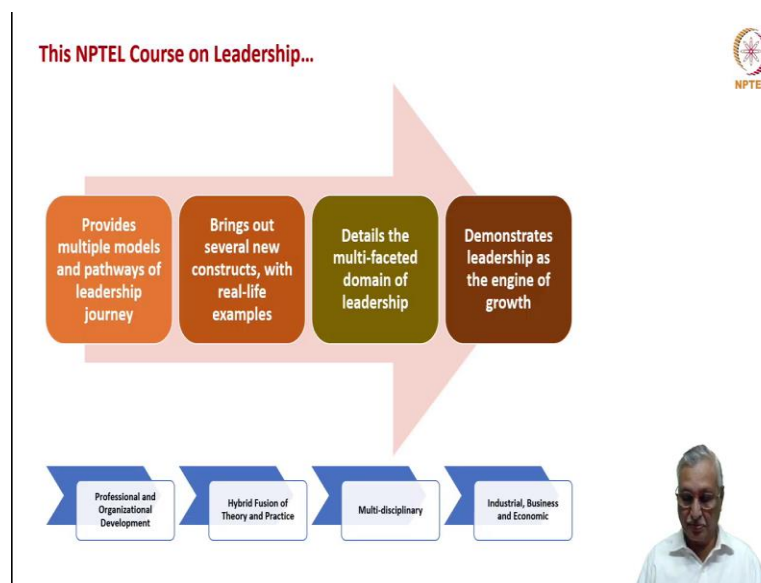 This NPTEL Course on Leadership...
NPTEL
Provides
multiple models
and pathways of
leadership
journey
Brings out
several new
constructs, with
real-life
examples
Details the
multi-faceted
domain of
leadership
Demonstrates
leadership as
the engine of
growth
Professional and
Organizational
Development
Hybrid Fusion of
Theory and Practice
Multi-disciplinary
Industrial, Business
and Economic